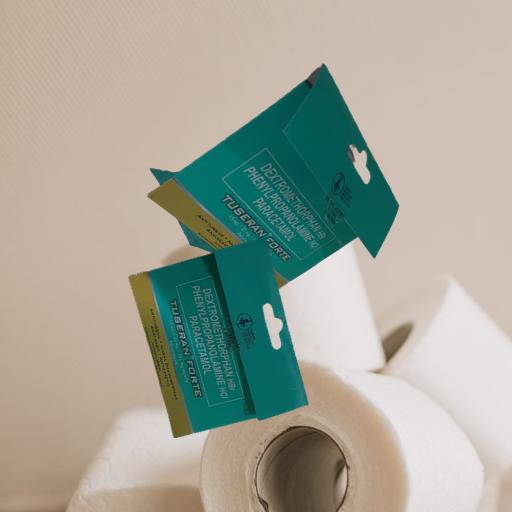 DEXTROMETHORPHAN HBr
PHENYLPROPANOLAMINE HCl
PARACETAMOL
TUSERAN FORTE
DEXTROMETHORPHAN HBr
PHENYLPROPANOLAMINE HCl
PARACETAMOL
TUSERAN FORTE